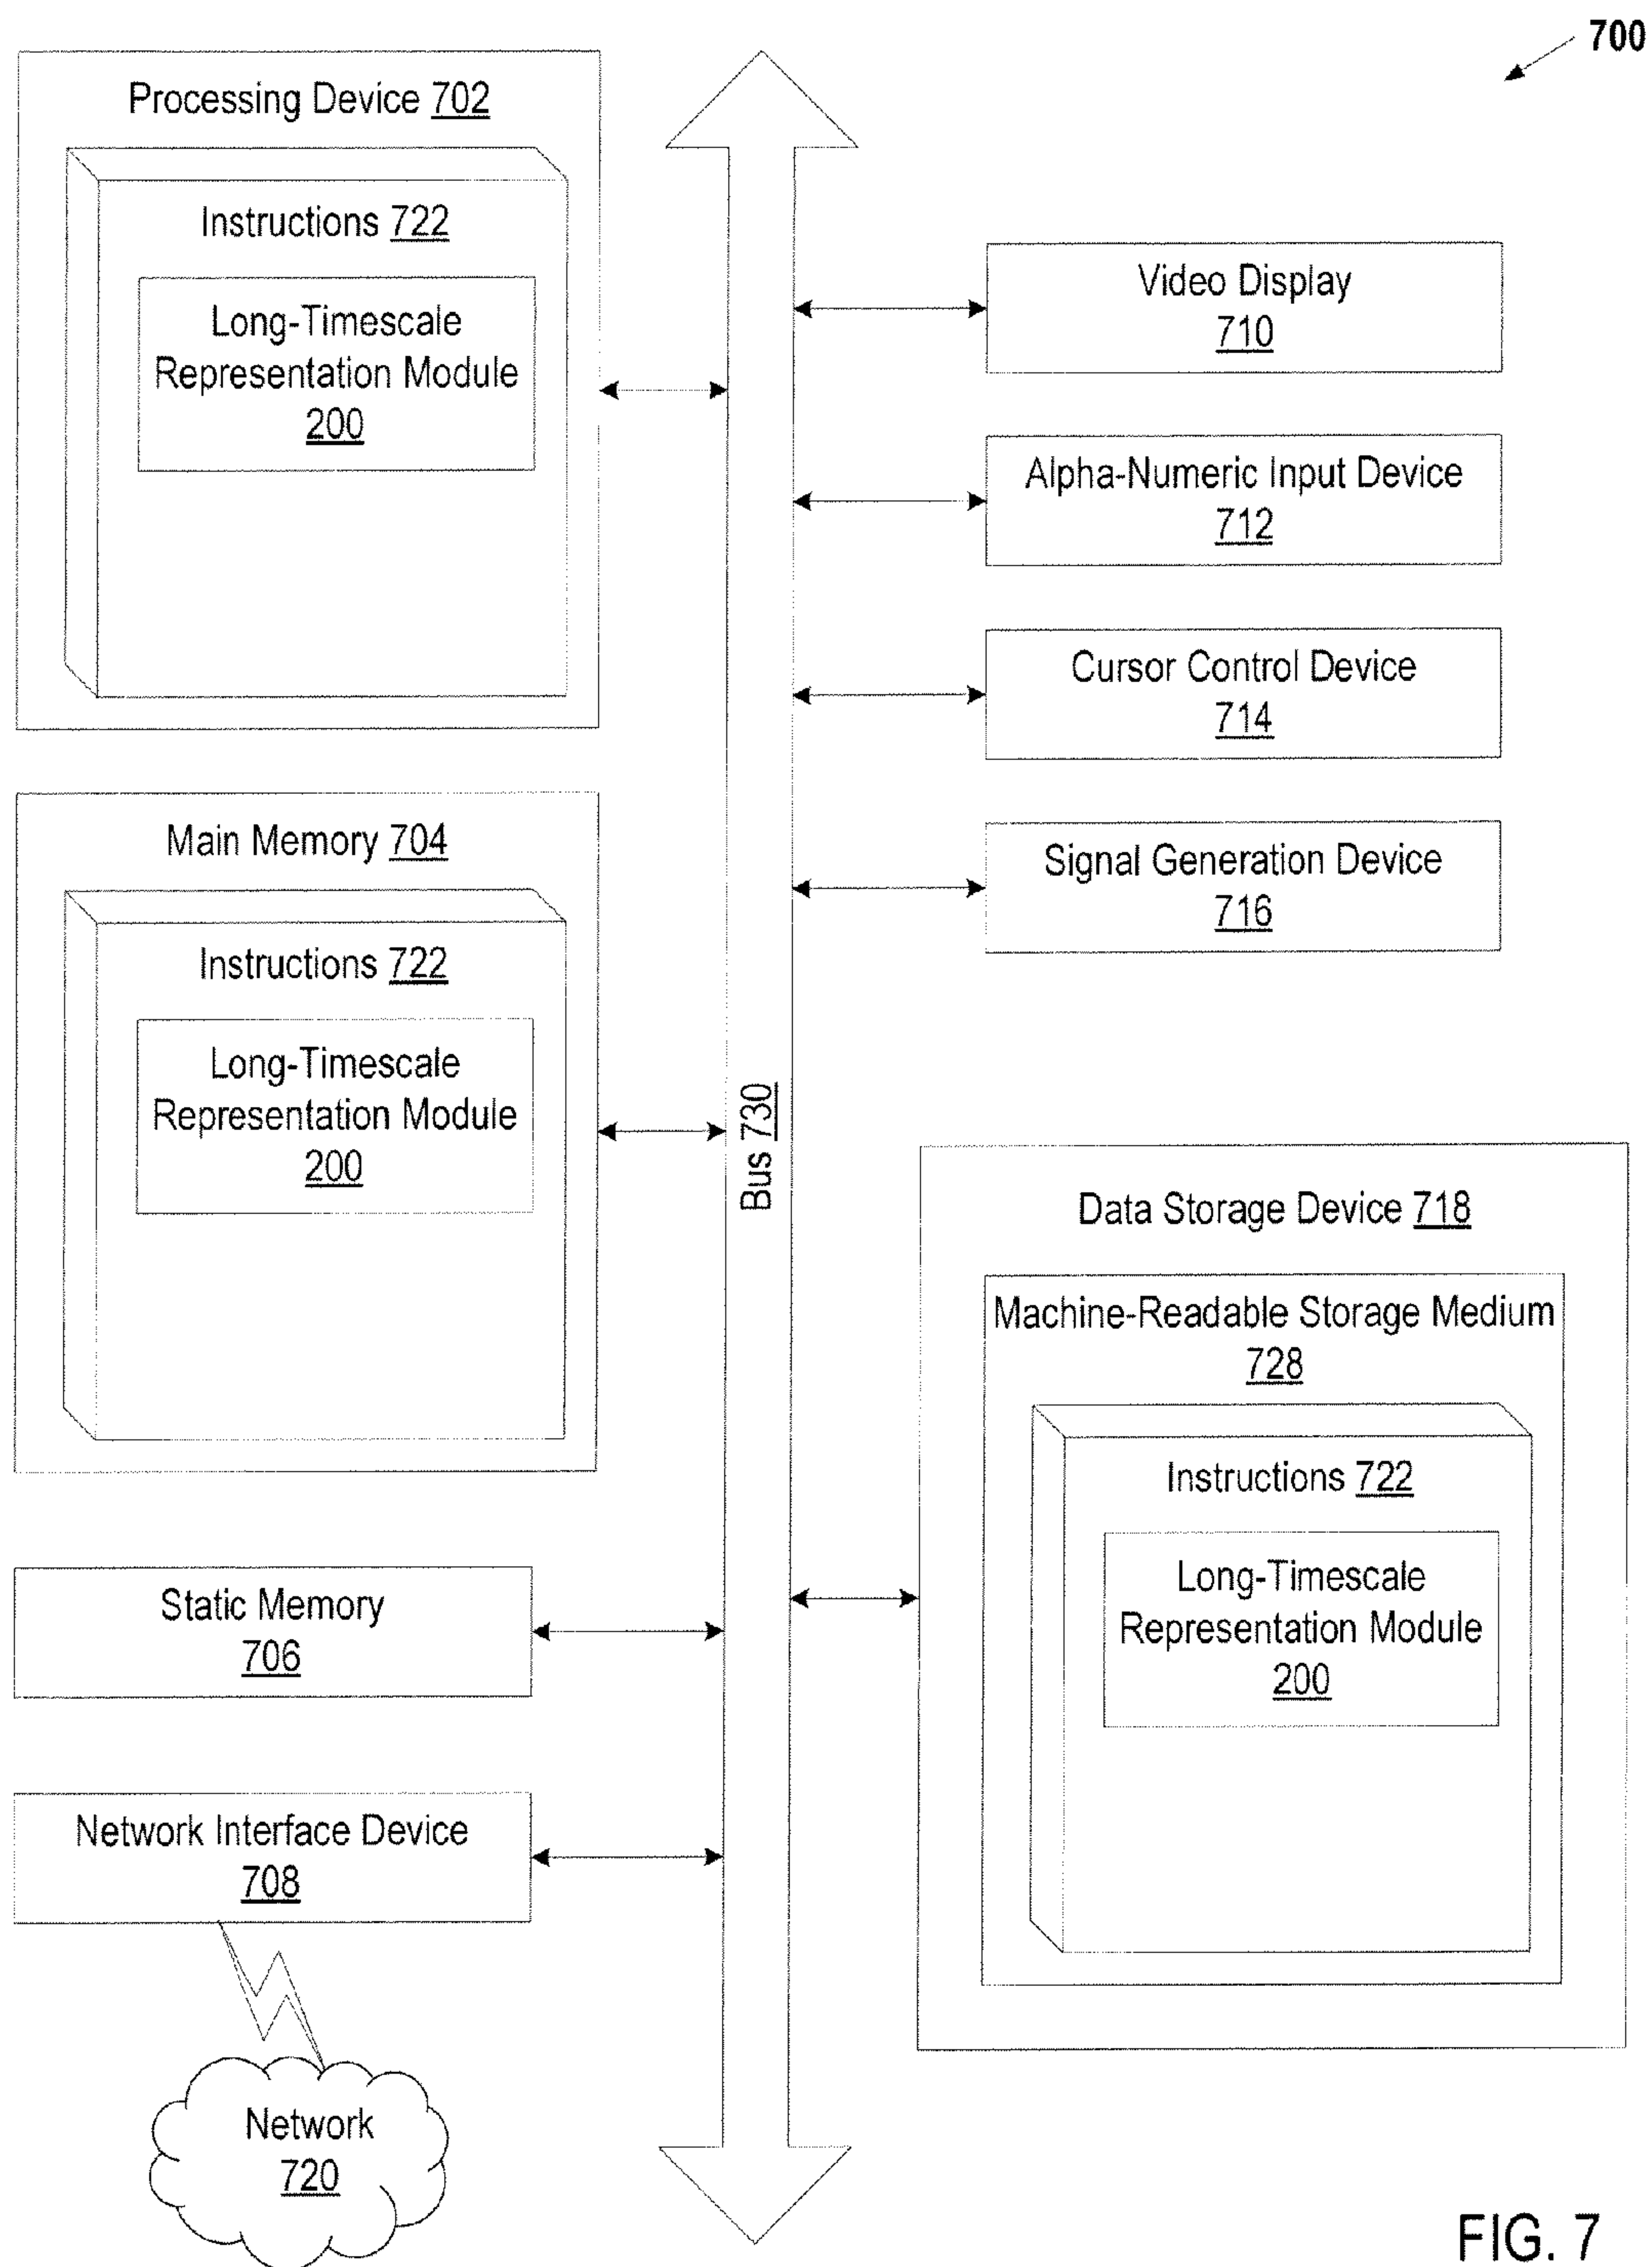 700
Processing Device 702
Instructions 722
Long-Timescale
Representation Module
200
Main Memory 704
Instructions 722
Long-Timescale
Representation Module
200
Static Memory
706
Network Interface Device
708
Network
720
Bus 730
Video Display
710
Alpha-Numeric Input Device
712
Cursor Control Device
714
Signal Generation Device
716
Data Storage Device 718
Machine-Readable Storage Medium
728
Instructions 722
Long-Timescale
Representation Module
200
FIG. 7